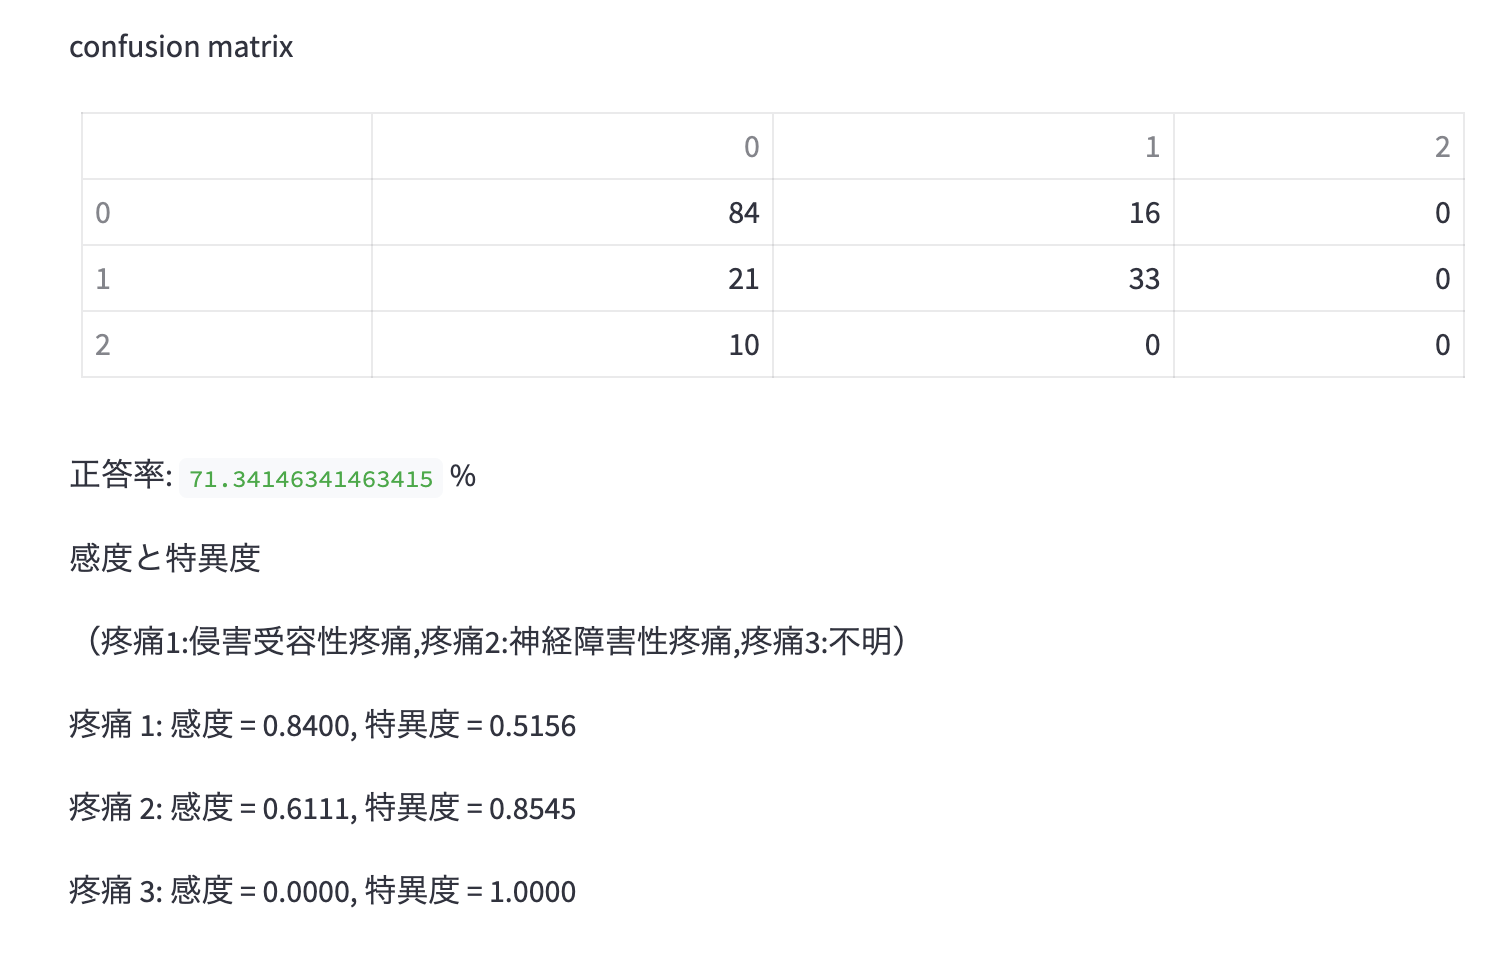 confusion matrix
0 1 2
0 84 16 0
1 21 33 0
2 10 0 0
正答率: 71.34146341463415 %
感度と特異度
（疼痛1:侵害受容性疼痛,疼痛2:神経障害性疼痛,疼痛3:不明）
疼痛 1: 感度 = 0.8400, 特異度 = 0.5156
疼痛 2: 感度 = 0.6111, 特異度 = 0.8545
疼痛 3: 感度 = 0.0000, 特異度 = 1.0000